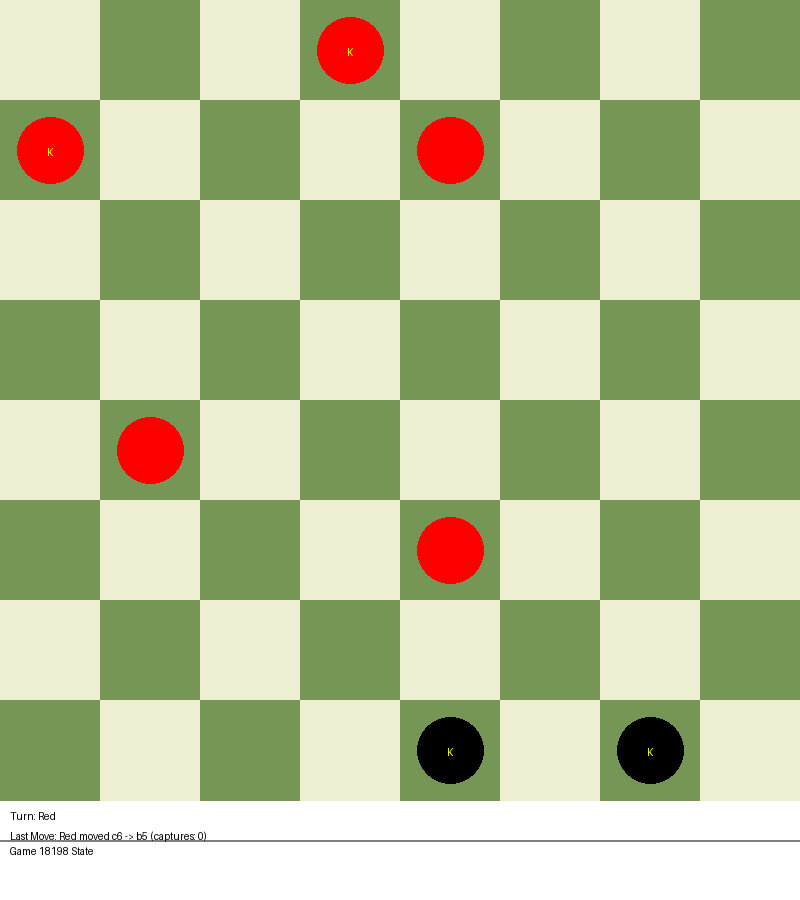 K
K
K K
Turn: Red
Last Move: Red moved c6 -> b5 (captures: 0)
Game 18198 State